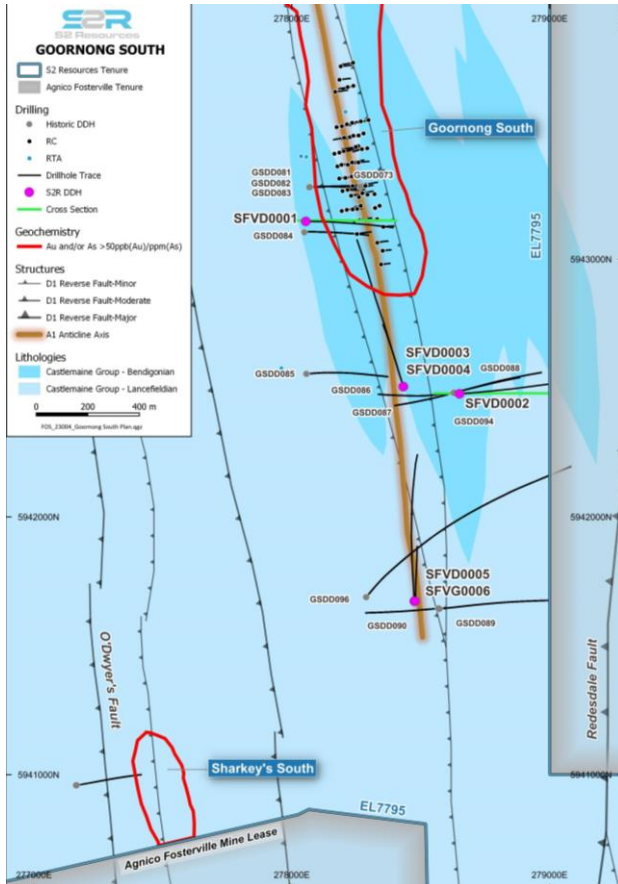 S2R
S2 Resources
GOORNONG SOUTH
S2 Resources Tenure
Agnico Fosterville Tenure
Drilling
Historic DDH
RC
RTA
Drillhole Trace
S2R DDH
Cross Section
Geochemistry
Au and/or As >50ppb(Au)/ppm(As)
Structures
D1 Reverse Fault-Minor
D1 Reverse Fault-Moderate
D1 Reverse Fault-Major
A1 Anticline Axis
Lithologies
Castlemaine Group - Bendigonian
Castlemaine Group - Lancefieldian
0 200 400 m
FOS_23004_Goornong South Plan.qgs
278000E
279000E
Goornong South
GSDD081
GSDD082
GSDD083
GSDD073
SFVD0001
GSDD084
EL7795
5943000N
SFVD0003
SFVD0004
GSDD088
GSDD085
GSDD086
SFVD0002
GSDD087
GSDD094
5942000N
5942000N
SFVD0005
SFVG0006
GSDD096
GSDD090
GSDD089
O'Dwyer's Fault
Redesdale Fault
Sharkey's South
5941000N
5941000N
EL7795
Agnico Fosterville Mine Lease
277000E
278000E
279000E